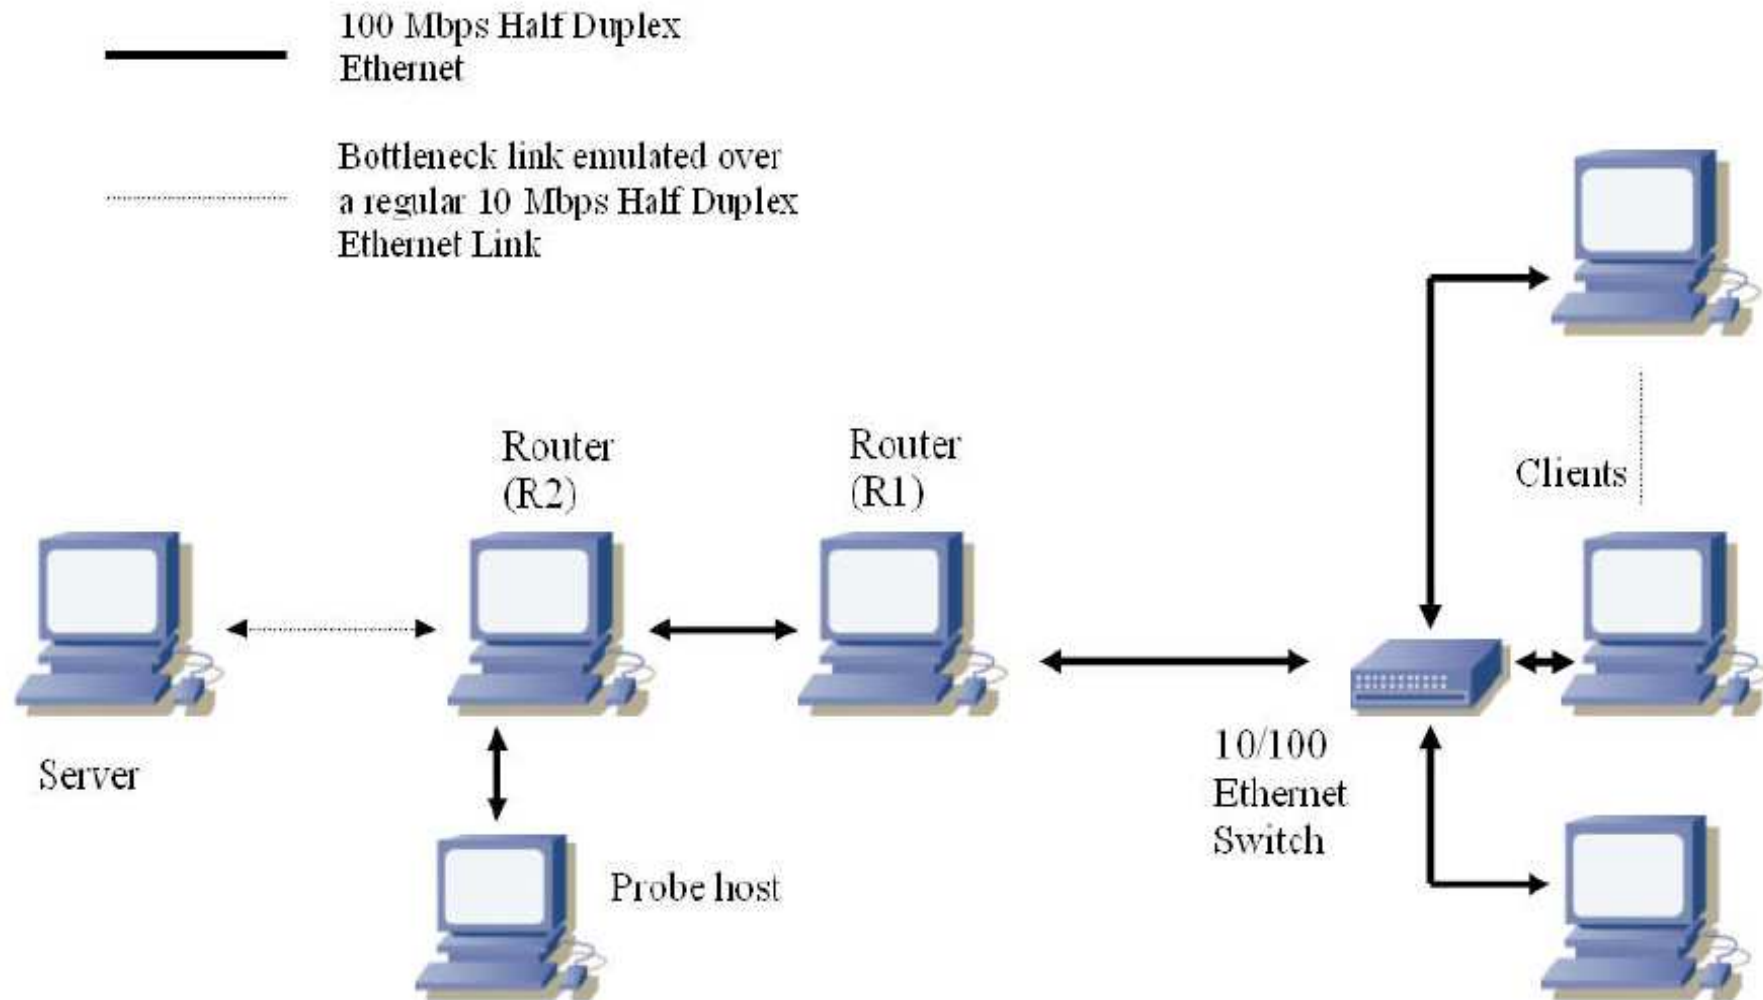 100 Mbps Half Duplex
Ethernet
Bottleneck link emulated over
a regular 10 Mbps Half Duplex
Ethernet Link
Router
(R2)
Router
(R1)
Clients
Server
10/100
Ethernet
Switch
Probe host